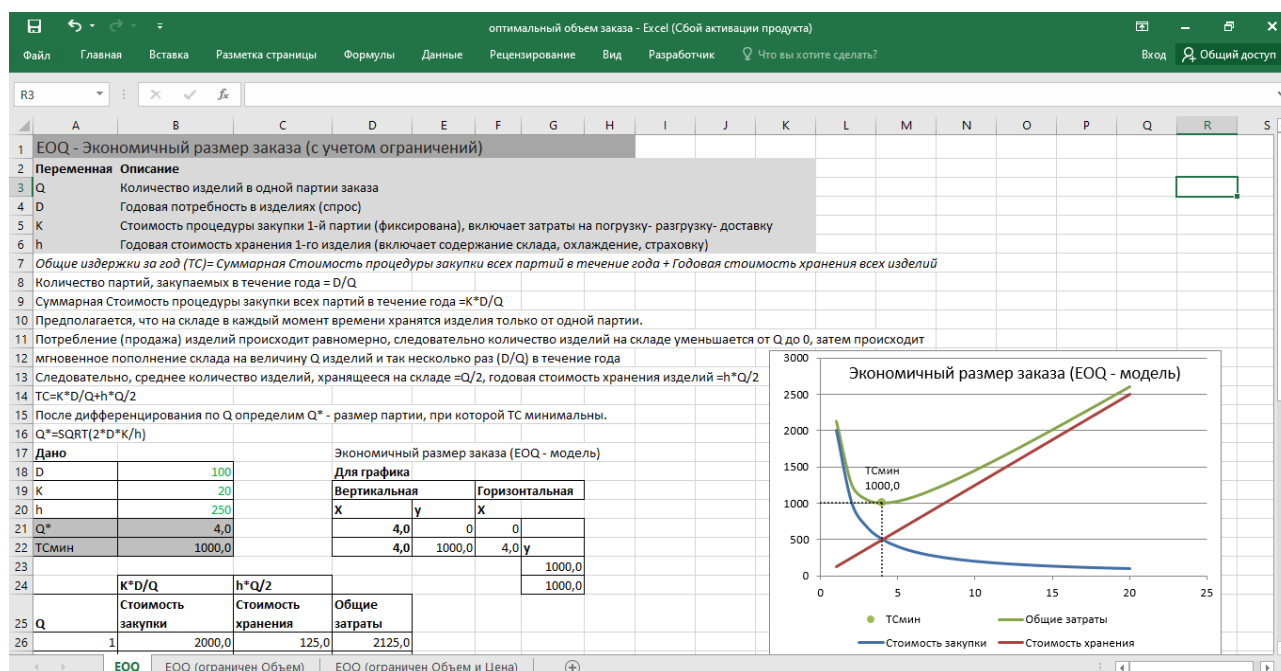 оптимальный объем заказа - Excel (Сбой активации продукта)
Файл Главная Вставка Разметка страницы Формулы Данные Рецензирование Вид Разработчик Что вы хотите сделать? Вход Общий доступ
R3 fx
A B C D E F G H I J K L M N O P Q R S
1 EOQ - Экономичный размер заказа (с учетом ограничений)
2 Переменная Описание
3 Q Количество изделий в одной партии заказа
4 D Годовая потребность в изделиях (спрос)
5 K Стоимость процедуры закупки 1-й партии (фиксирована), включает затраты на погрузку- разгрузку- доставку
6 h Годовая стоимость хранения 1-го изделия (включает содержание склада, охлаждение, страховку)
7 Общие издержки за год (TC)= Суммарная Стоимость процедуры закупки всех партий в течение года + Годовая стоимость хранения всех изделий
8 Количество партий, закупаемых в течение года = D/Q
9 Суммарная Стоимость процедуры закупки всех партий в течение года =K*D/Q
10 Предполагается, что на складе в каждый момент времени хранятся изделия только от одной партии.
11 Потребление (продажа) изделий происходит равномерно, следовательно количество изделий на складе уменьшается от Q до 0, затем происходит
12 мгновенное пополнение склада на величину Q изделий и так несколько раз (D/Q) в течение года
13 Следовательно, среднее количество изделий, хранящееся на складе =Q/2, годовая стоимость хранения изделий =h*Q/2
14 TC=K*D/Q+h*Q/2
15 После дифференцирования по Q определим Q* - размер партии, при которой TC минимальны.
16 Q*=SQRT(2*D*K/h)
17 Дано Экономичный размер заказа (EOQ - модель)
18 D 100 Для графика
19 K 20 Вертикальная Горизонтальная
20 h 250 X y X
21 Q* 4,0 4,0 0 0
22 TCмин 1000,0 4,0 1000,0 4,0 y
23 1000,0
24 K*D/Q h*Q/2 1000,0
25 Q Стоимость закупки Стоимость хранения Общие затраты
26 1 2000,0 125,0 2125,0
Экономичный размер заказа (EOQ - модель)
3000
2500
2000
1500
1000
500
0
TCмин
1000,0
0 5 10 15 20 25
TCмин Общие затраты
Стоимость закупки Стоимость хранения
EOQ EOQ (ограничен Объем) EOQ (ограничен Объем и Цена)